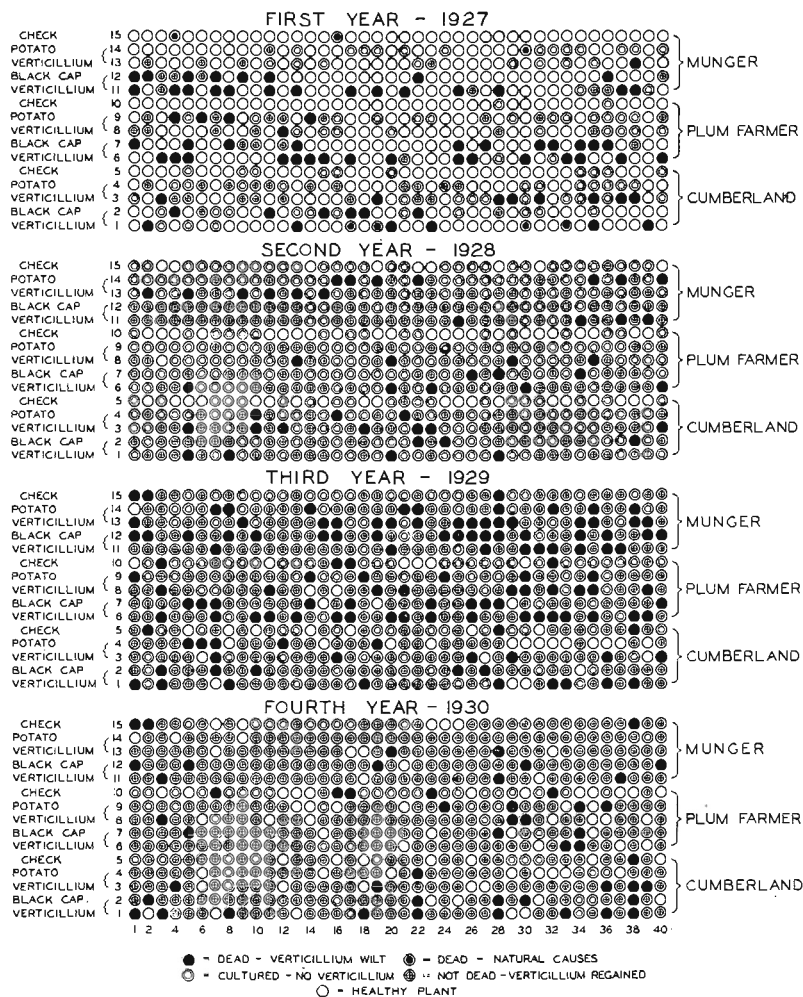 FIRST YEAR - 1927
CHECK 15
POTATO 14
VERTICILLIUM 13
BLACK CAP 12
VERTICILLIUM 11
MUNGER
CHECK 10
POTATO 9
VERTICILLIUM 8
BLACK CAP 7
VERTICILLIUM 6
PLUM FARMER
CHECK 5
POTATO 4
VERTICILLIUM 3
BLACK CAP 2
VERTICILLIUM 1
CUMBERLAND
SECOND YEAR - 1928
CHECK 15
POTATO 14
VERTICILLIUM 13
BLACK CAP 12
VERTICILLIUM 11
MUNGER
CHECK 10
POTATO 9
VERTICILLIUM 8
BLACK CAP 7
VERTICILLIUM 6
PLUM FARMER
CHECK 5
POTATO 4
VERTICILLIUM 3
BLACK CAP 2
VERTICILLIUM 1
CUMBERLAND
THIRD YEAR - 1929
CHECK 15
POTATO 14
VERTICILLIUM 13
BLACK CAP 12
VERTICILLIUM 11
MUNGER
CHECK 10
POTATO 9
VERTICILLIUM 8
BLACK CAP 7
VERTICILLIUM 6
PLUM FARMER
CHECK 5
POTATO 4
VERTICILLIUM 3
BLACK CAP 2
VERTICILLIUM 1
CUMBERLAND
FOURTH YEAR - 1930
CHECK 15
POTATO 14
VERTICILLIUM 13
BLACK CAP 12
VERTICILLIUM 11
MUNGER
CHECK 10
POTATO 9
VERTICILLIUM 8
BLACK CAP 7
VERTICILLIUM 6
PLUM FARMER
CHECK 5
POTATO 4
VERTICILLIUM 3
BLACK CAP. 2
VERTICILLIUM 1
CUMBERLAND
1 2 4 6 8 10 12 14 16 18 20 22 24 26 28 30 32 34 36 38 40
= DEAD - VERTICILLIUM WILT = DEAD - NATURAL CAUSES
= CULTURED - NO VERTICILLIUM = NOT DEAD - VERTICILLIUM REGAINED
= HEALTHY PLANT